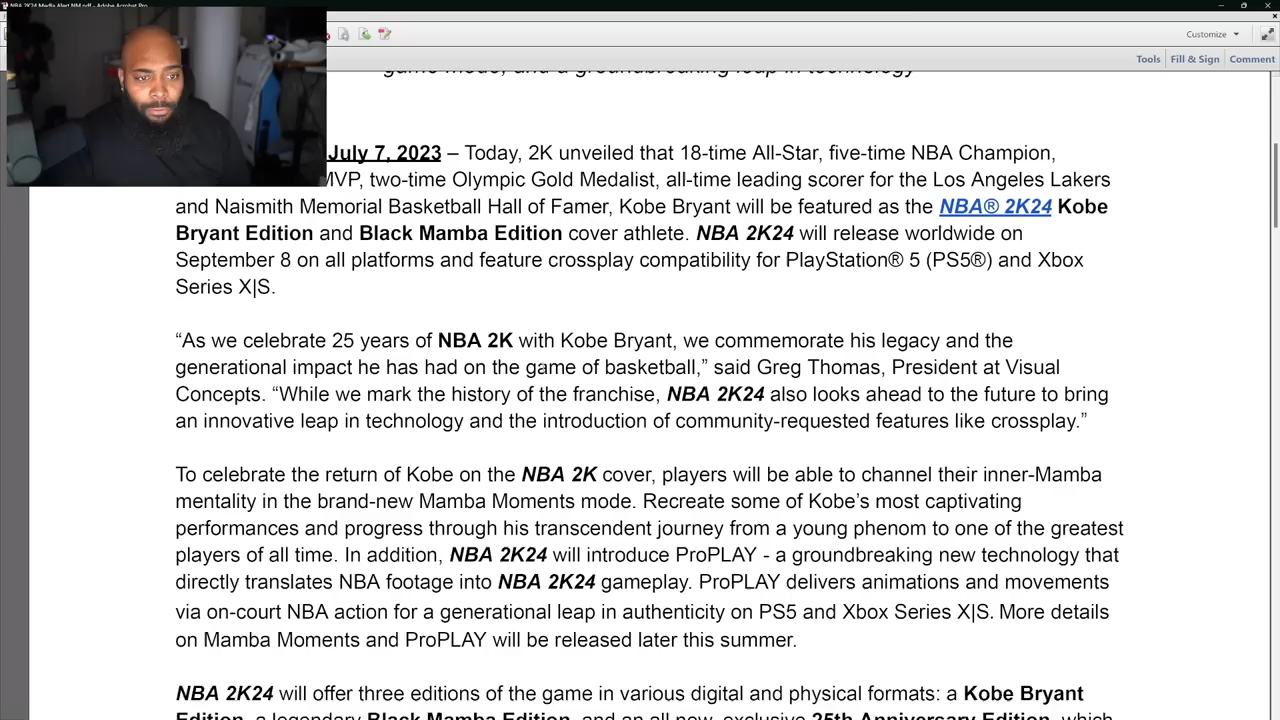 NBA 2K24 Media Alert NM.pdf - Adobe Acrobat Pro
Customize
Tools Fill & Sign Comment
game mode, and a groundbreaking leap in technology
July 7, 2023 – Today, 2K unveiled that 18-time All-Star, five-time NBA Champion,
MVP, two-time Olympic Gold Medalist, all-time leading scorer for the Los Angeles Lakers
and Naismith Memorial Basketball Hall of Famer, Kobe Bryant will be featured as the NBA® 2K24 Kobe
Bryant Edition and Black Mamba Edition cover athlete. NBA 2K24 will release worldwide on
September 8 on all platforms and feature crossplay compatibility for PlayStation® 5 (PS5®) and Xbox
Series X|S.
“As we celebrate 25 years of NBA 2K with Kobe Bryant, we commemorate his legacy and the
generational impact he has had on the game of basketball,” said Greg Thomas, President at Visual
Concepts. “While we mark the history of the franchise, NBA 2K24 also looks ahead to the future to bring
an innovative leap in technology and the introduction of community-requested features like crossplay.”
To celebrate the return of Kobe on the NBA 2K cover, players will be able to channel their inner-Mamba
mentality in the brand-new Mamba Moments mode. Recreate some of Kobe’s most captivating
performances and progress through his transcendent journey from a young phenom to one of the greatest
players of all time. In addition, NBA 2K24 will introduce ProPLAY - a groundbreaking new technology that
directly translates NBA footage into NBA 2K24 gameplay. ProPLAY delivers animations and movements
via on-court NBA action for a generational leap in authenticity on PS5 and Xbox Series X|S. More details
on Mamba Moments and ProPLAY will be released later this summer.
NBA 2K24 will offer three editions of the game in various digital and physical formats: a Kobe Bryant
Edition, a legendary Black Mamba Edition, and an all-new, exclusive 25th Anniversary Edition, which